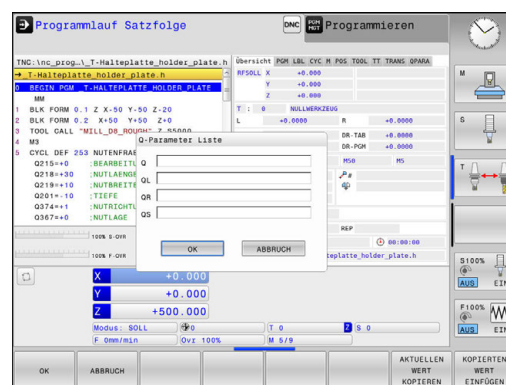 Programmlauf Satzfolge
DNC
PGM MGT
Programmieren
TNC:\nc_prog…\_T-Halteplatte_holder_plate.h
→_T-Halteplatte_holder_plate.h
0 BEGIN PGM _T-HALTEPLATTE_HOLDER_PLATE
MM
1 BLK FORM 0.1 Z X-50 Y-50 Z-20
2 BLK FORM 0.2 X+50 Y+50 Z+0
3 TOOL CALL "MILL_D8_ROUGH" Z S5000
4 M3
5 CYCL DEF 253 NUTENFRAE
Q215=+0 ;BEARBEITU
Q218=+30 ;NUTLAENGE
Q219=+10 ;NUTBREITE
Q201=-10 ;TIEFE
Q374=+1 ;NUTRICHTU
Q367=+0 ;NUTLAGE
100% S-OVR
100% F-OVR
Übersicht PGM LBL CYC M POS TOOL TT TRANS QPARA
RFSOLL X +0.000
Y +0.000
Z +0.000
T : 0 NULLWERKZEUG
L +0.0000 R +0.0000
DR-TAB +0.0000
DR-PGM +0.0000
M50 M5
REP
00:00:00
teplatte_holder_plate.h
Q-Parameter Liste
Q
QL
QR
QS
OK
ABBRUCH
X +0.000
Y +0.000
Z +500.000
Modus: SOLL 0 T 0 Z S 0
F 0mm/min Ovr 100% M 5/9
M
S
T
S100%
AUS EIN
F100%
AUS EIN
OK
ABBRUCH
AKTUELLEN
WERT
KOPIEREN
KOPIERTEN
WERT
EINFÜGEN